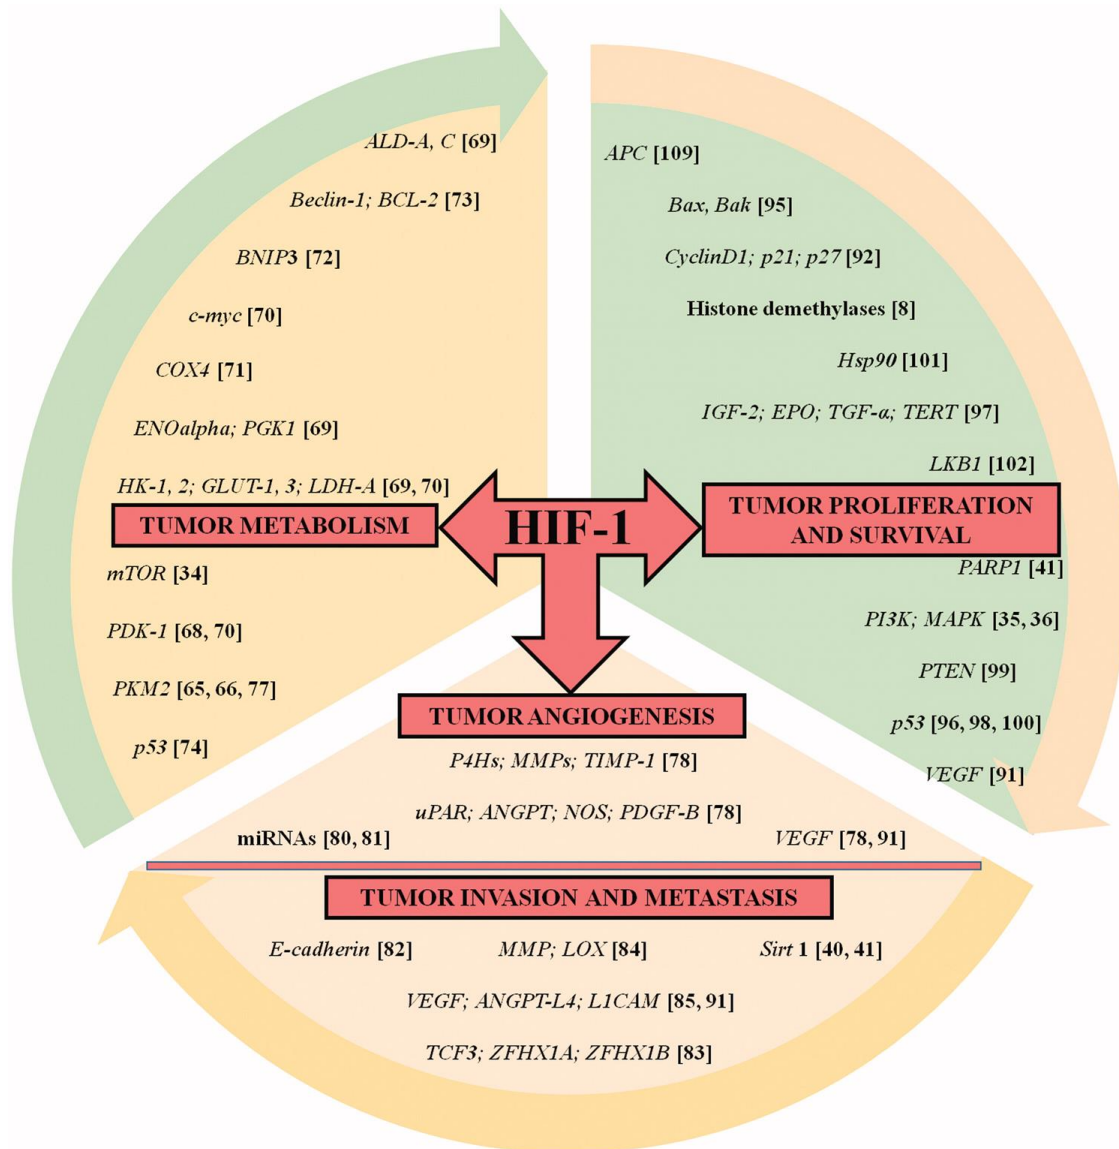 ALD-A, C [69]
Beclin-1; BCL-2 [73]
BNIP3 [72]
c-myc [70]
COX4 [71]
ENOalpha; PGK1 [69]
HK-1, 2; GLUT-1, 3; LDH-A [69, 70]
TUMOR METABOLISM
mTOR [34]
PDK-1 [68, 70]
PKM2 [65, 66, 77]
p53 [74]
HIF-1
APC [109]
Bax, Bak [95]
CyclinD1; p21; p27 [92]
Histone demethylases [8]
Hsp90 [101]
IGF-2; EPO; TGF-α; TERT [97]
LKB1 [102]
TUMOR PROLIFERATION
AND SURVIVAL
PARP1 [41]
PI3K; MAPK [35, 36]
PTEN [99]
p53 [96, 98, 100]
VEGF [91]
TUMOR ANGIOGENESIS
P4Hs; MMPs; TIMP-1 [78]
uPAR; ANGPT; NOS; PDGF-B [78]
miRNAs [80, 81]
VEGF [78, 91]
TUMOR INVASION AND METASTASIS
E-cadherin [82]
MMP; LOX [84]
Sirt 1 [40, 41]
VEGF; ANGPT-L4; L1CAM [85, 91]
TCF3; ZFHX1A; ZFHX1B [83]